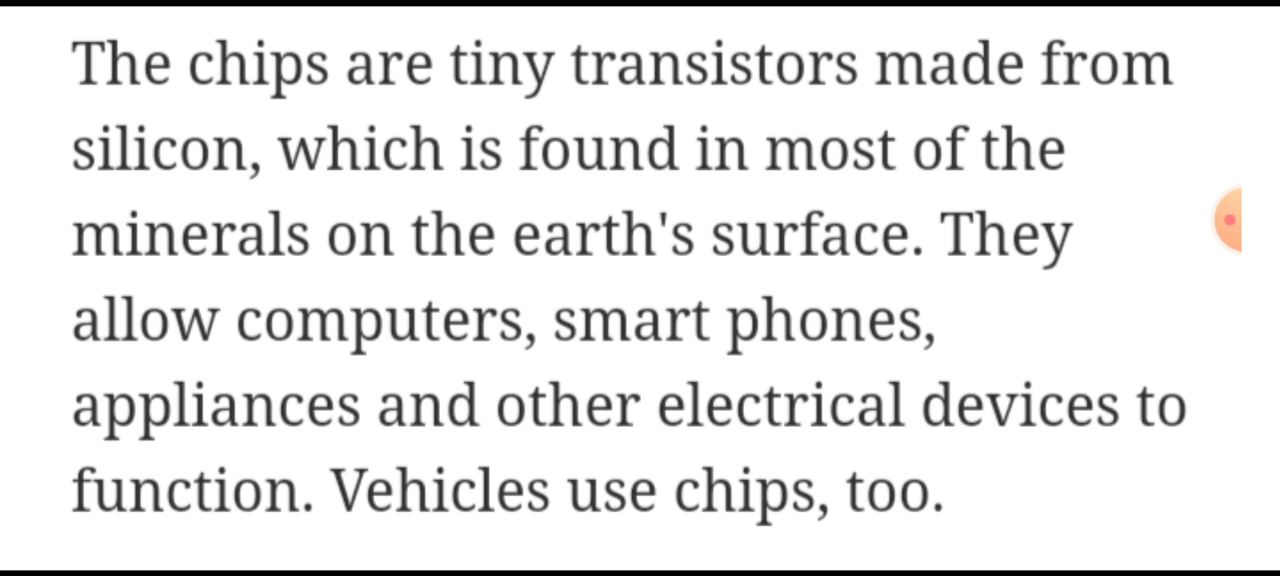 The chips are tiny transistors made from
silicon, which is found in most of the
minerals on the earth's surface. They
allow computers, smart phones,
appliances and other electrical devices to
function. Vehicles use chips, too.